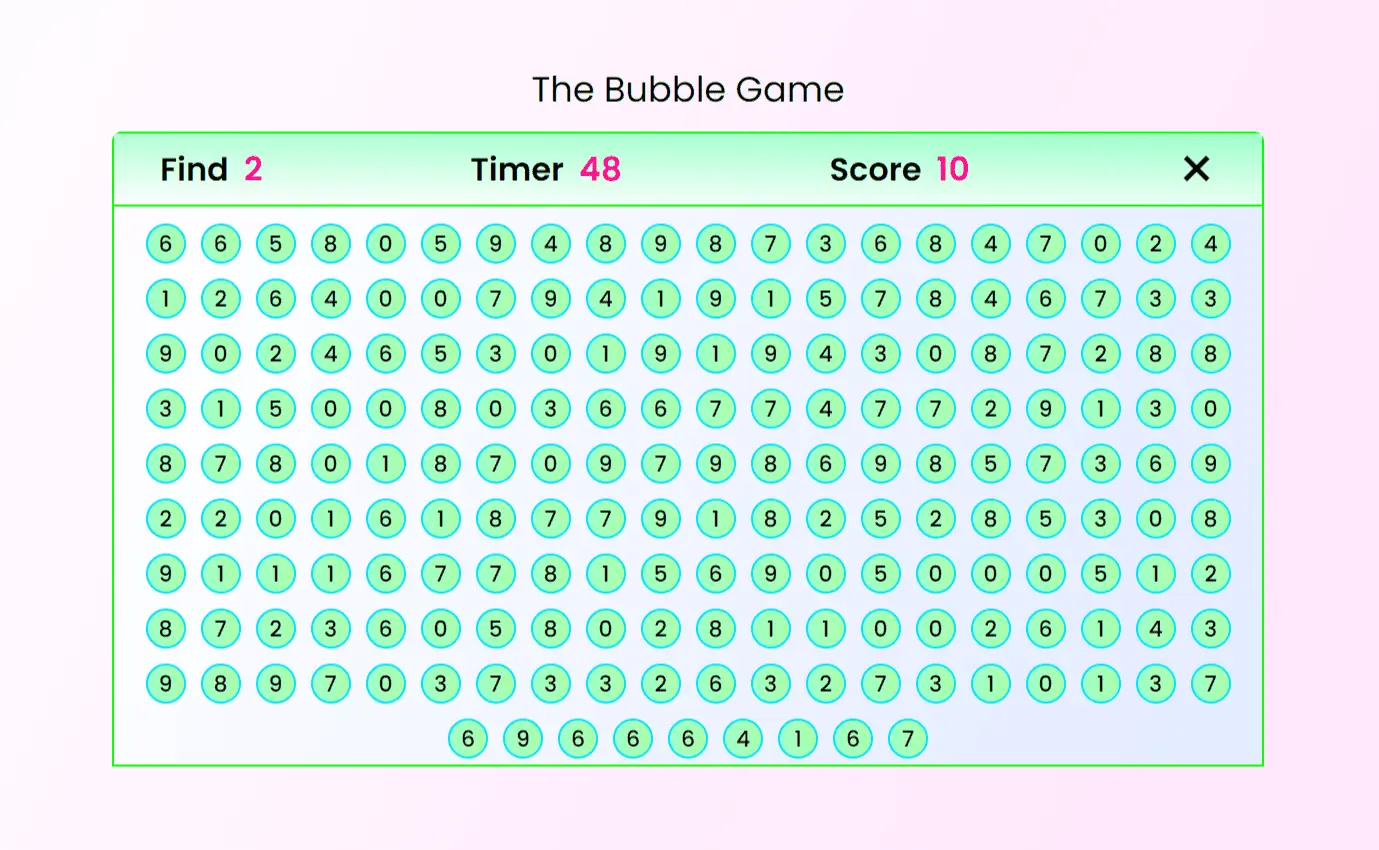 The Bubble Game
Find 2 Timer 48 Score 10 ✕
6 6 5 8 0 5 9 4 8 9 8 7 3 6 8 4 7 0 2 4
1 2 6 4 0 0 7 9 4 1 9 1 5 7 8 4 6 7 3 3
9 0 2 4 6 5 3 0 1 9 1 9 4 3 0 8 7 2 8 8
3 1 5 0 0 8 0 3 6 6 7 7 4 7 7 2 9 1 3 0
8 7 8 0 1 8 7 0 9 7 9 8 6 9 8 5 7 3 6 9
2 2 0 1 6 1 8 7 7 9 1 8 2 5 2 8 5 3 0 8
9 1 1 1 6 7 7 8 1 5 6 9 0 5 0 0 0 5 1 2
8 7 2 3 6 0 5 8 0 2 8 1 1 0 0 2 6 1 4 3
9 8 9 7 0 3 7 3 3 2 6 3 2 7 3 1 0 1 3 7
6 9 6 6 6 4 1 6 7